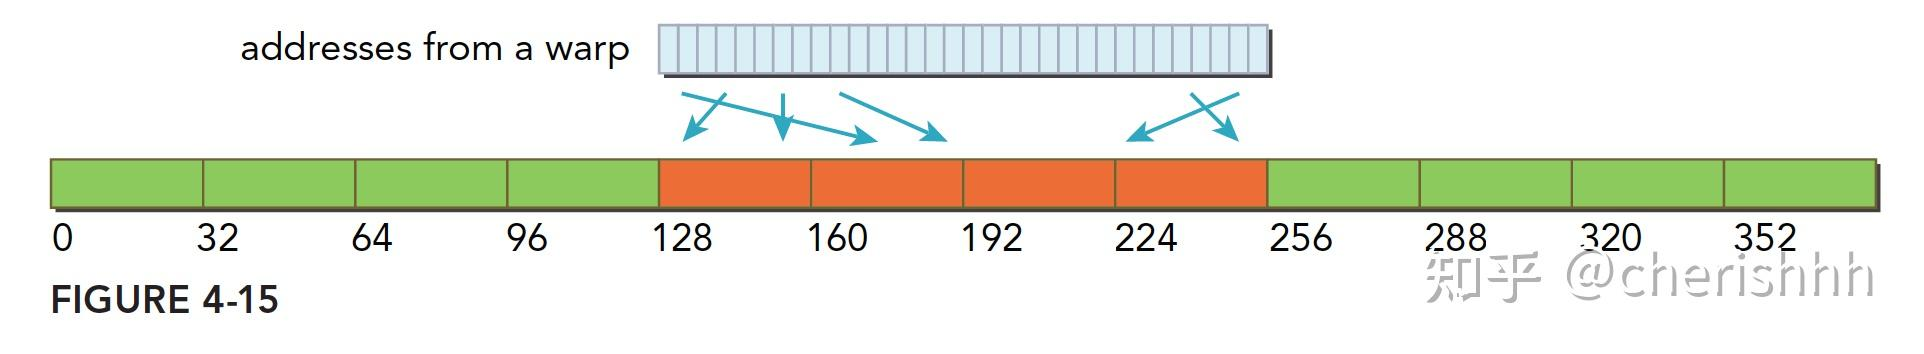 addresses from a warp
0 32 64 96 128 160 192 224 256 288 320 352
FIGURE 4-15
知乎 @cherishhh